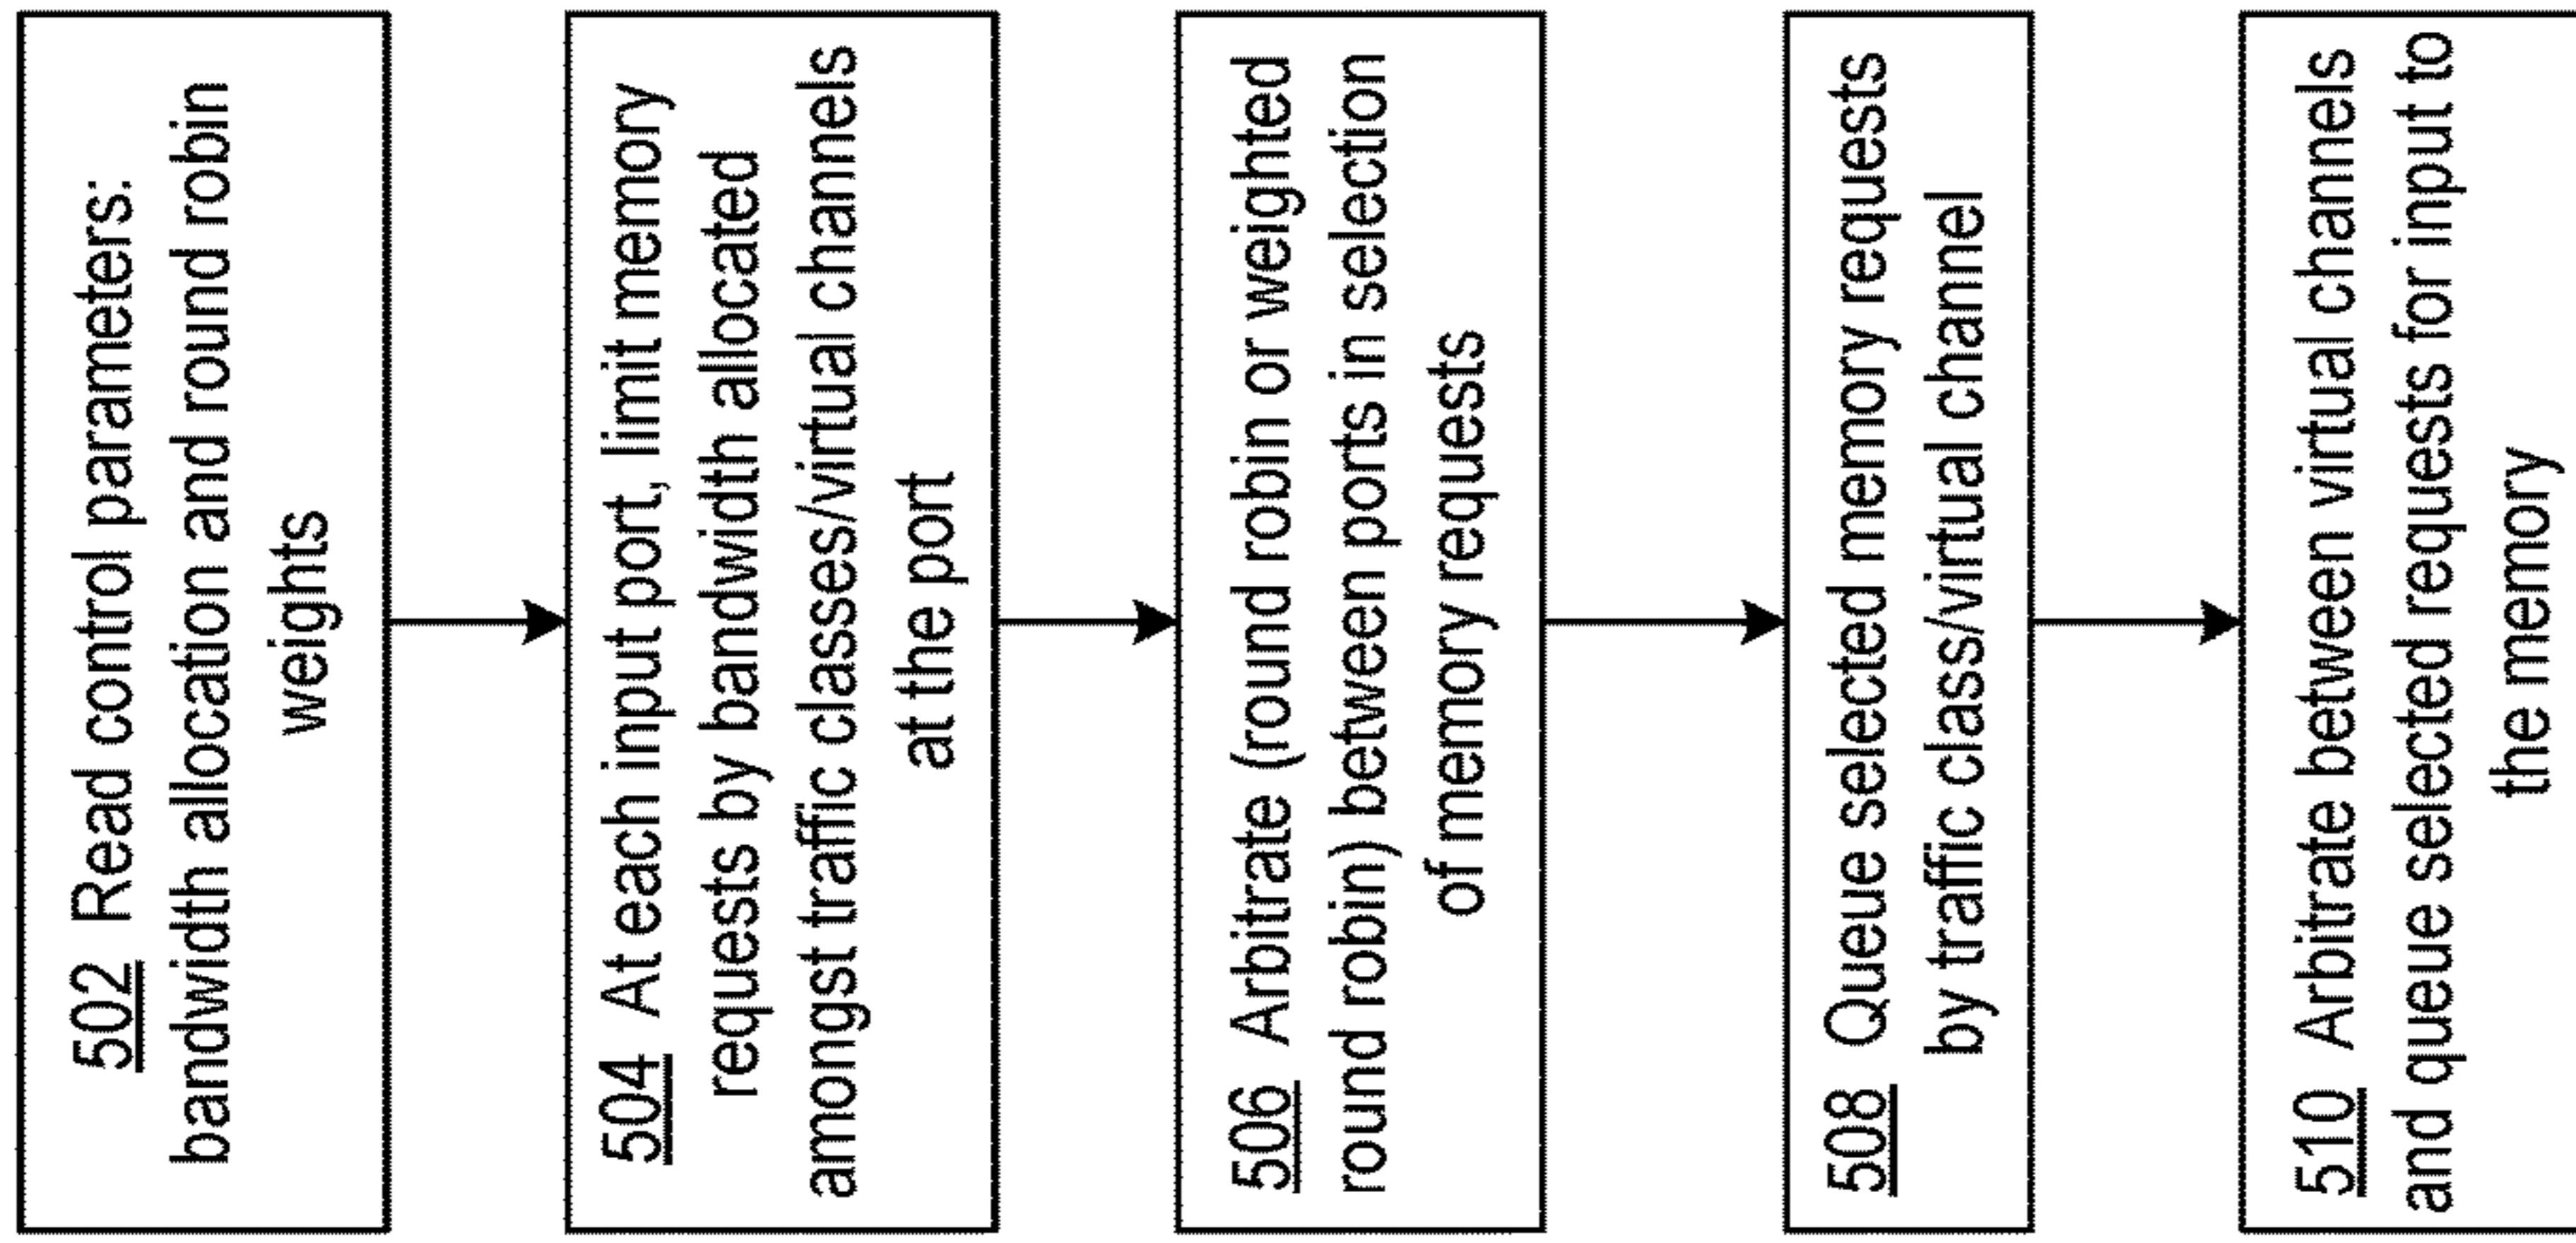 502 Read control parameters:
bandwidth allocation and round robin
weights
504 At each input port, limit memory
requests by bandwidth allocated
amongst traffic classes/virtual channels
at the port
506 Arbitrate (round robin or weighted
round robin) between ports in selection
of memory requests
508 Queue selected memory requests
by traffic class/virtual channel
510 Arbitrate between virtual channels
and queue selected requests for input to
the memory